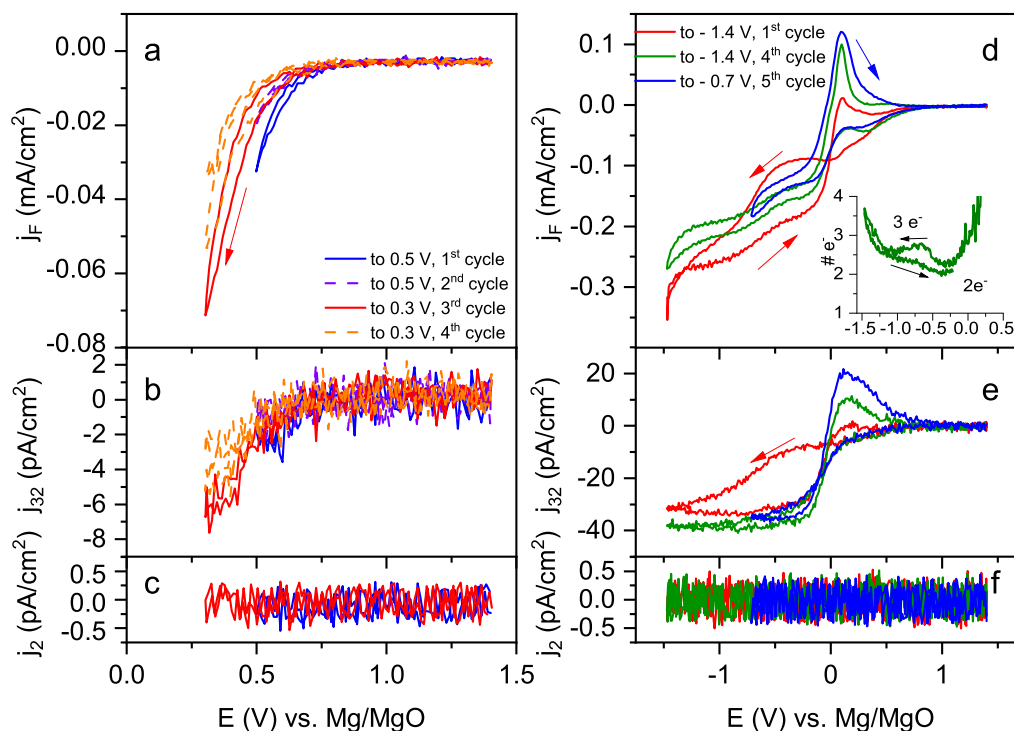 a
j_F (mA/cm²)
0.00
-0.02
-0.04
-0.06
-0.08
to 0.5 V, 1st cycle
to 0.5 V, 2nd cycle
to 0.3 V, 3rd cycle
to 0.3 V, 4th cycle
b
j_32 (pA/cm²)
2
0
-2
-4
-6
-8
c
j_2 (pA/cm²)
0.5
0.0
-0.5
0.0 0.5 1.0 1.5
E (V) vs. Mg/MgO
d
j_F (mA/cm²)
0.1
0.0
-0.1
-0.2
-0.3
to - 1.4 V, 1st cycle
to - 1.4 V, 4th cycle
to - 0.7 V, 5th cycle
# e-
4
3
2
1
3 e-
2e-
-1.5 -1.0 -0.5 0.0 0.5
e
j_32 (pA/cm²)
20
0
-20
-40
f
j_2 (pA/cm²)
0.5
0.0
-0.5
-1 0 1
E (V) vs. Mg/MgO